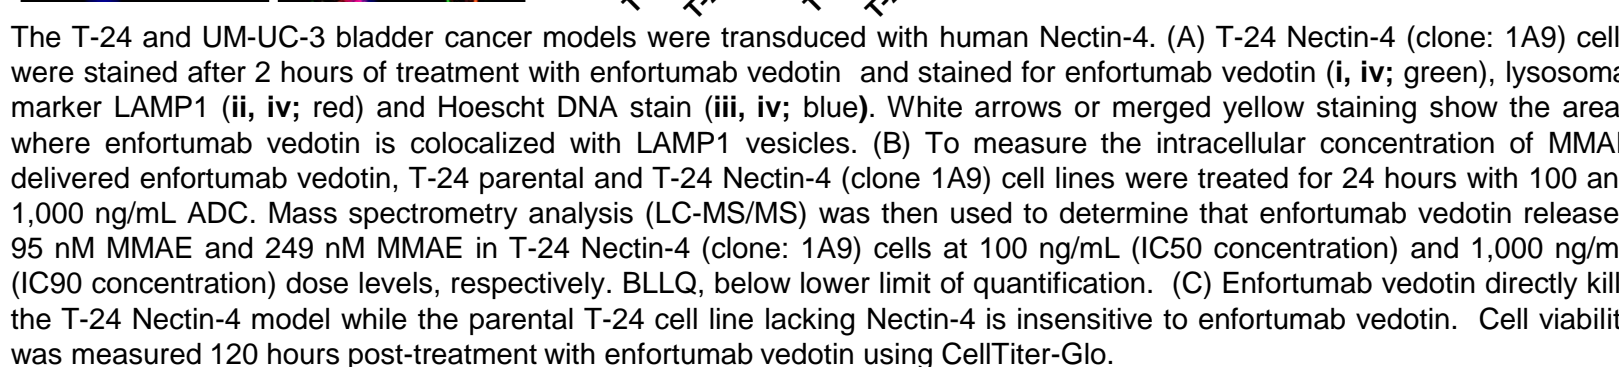 The T-24 and UM-UC-3 bladder cancer models were transduced with human Nectin-4. (A) T-24 Nectin-4 (clone: 1A9) cell
were stained after 2 hours of treatment with enfortumab vedotin and stained for enfortumab vedotin (i, iv; green), lysosoma
marker LAMP1 (ii, iv; red) and Hoescht DNA stain (iii, iv; blue). White arrows or merged yellow staining show the area
where enfortumab vedotin is colocalized with LAMP1 vesicles. (B) To measure the intracellular concentration of MMA
delivered enfortumab vedotin, T-24 parental and T-24 Nectin-4 (clone 1A9) cell lines were treated for 24 hours with 100 an
1,000 ng/mL ADC. Mass spectrometry analysis (LC-MS/MS) was then used to determine that enfortumab vedotin release
95 nM MMAE and 249 nM MMAE in T-24 Nectin-4 (clone: 1A9) cells at 100 ng/mL (IC50 concentration) and 1,000 ng/m
(IC90 concentration) dose levels, respectively. BLLQ, below lower limit of quantification. (C) Enfortumab vedotin directly kill
the T-24 Nectin-4 model while the parental T-24 cell line lacking Nectin-4 is insensitive to enfortumab vedotin. Cell viabilit
was measured 120 hours post-treatment with enfortumab vedotin using CellTiter-Glo.